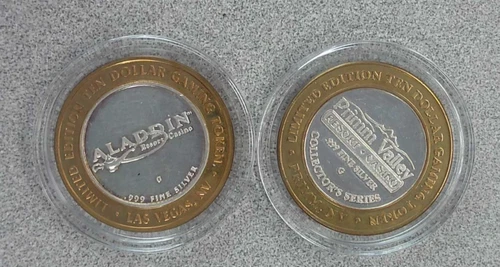 LIMITED EDITION TEN DOLLAR GAMING TOKEN
ALADDIN
Resort & Casino
G
.999 FINE SILVER
LAS VEGAS, NV
LIMITED EDITION TEN DOLLAR GAMING
Primm Valley
RESORT & CASINO
.999 FINE SILVER
G
COLLECTOR'S SERIES